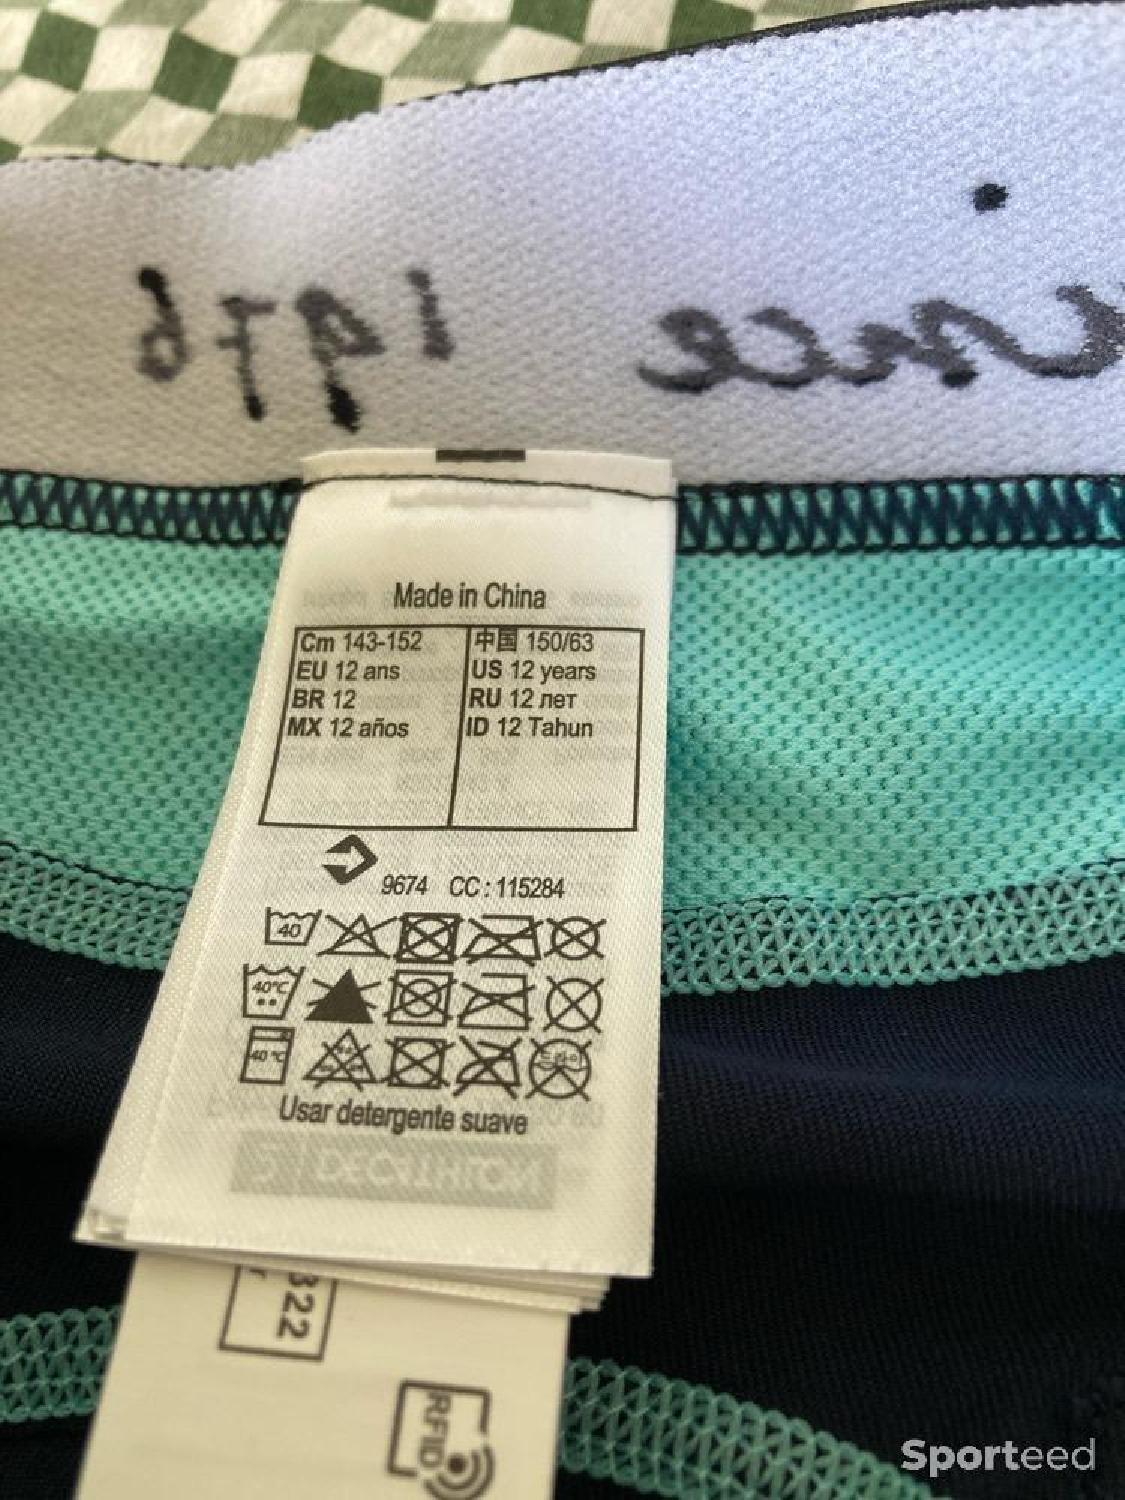 since 1976
Made in China
Cm 143-152
EU 12 ans
BR 12
MX 12 años
中国 150/63
US 12 years
RU 12 лет
ID 12 Tahun
9674 CC : 115284
40
40°C
40 °C
Usar detergente suave
DECATHLON
322
RFID
Sporteed